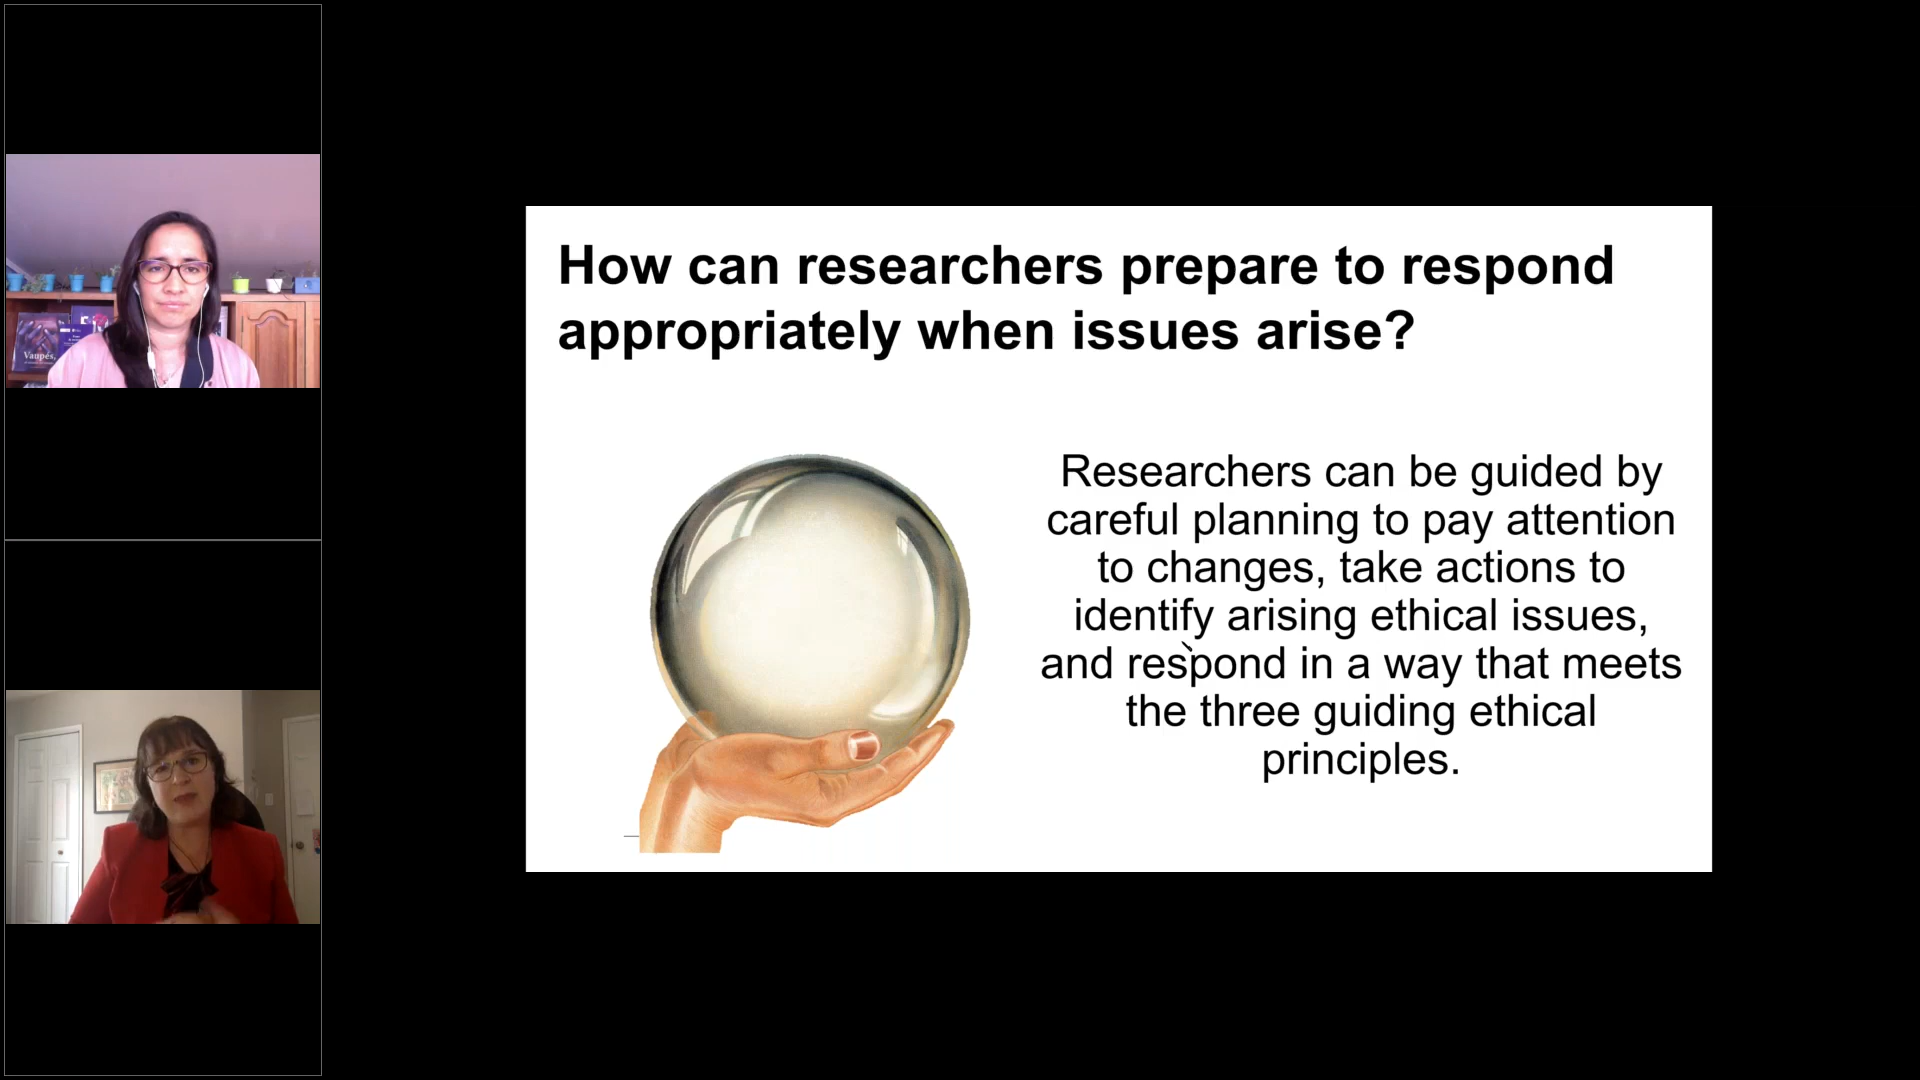 How can researchers prepare to respond
appropriately when issues arise?
Researchers can be guided by
careful planning to pay attention
to changes, take actions to
identify arising ethical issues,
and respond in a way that meets
the three guiding ethical
principles.
Vaupés,